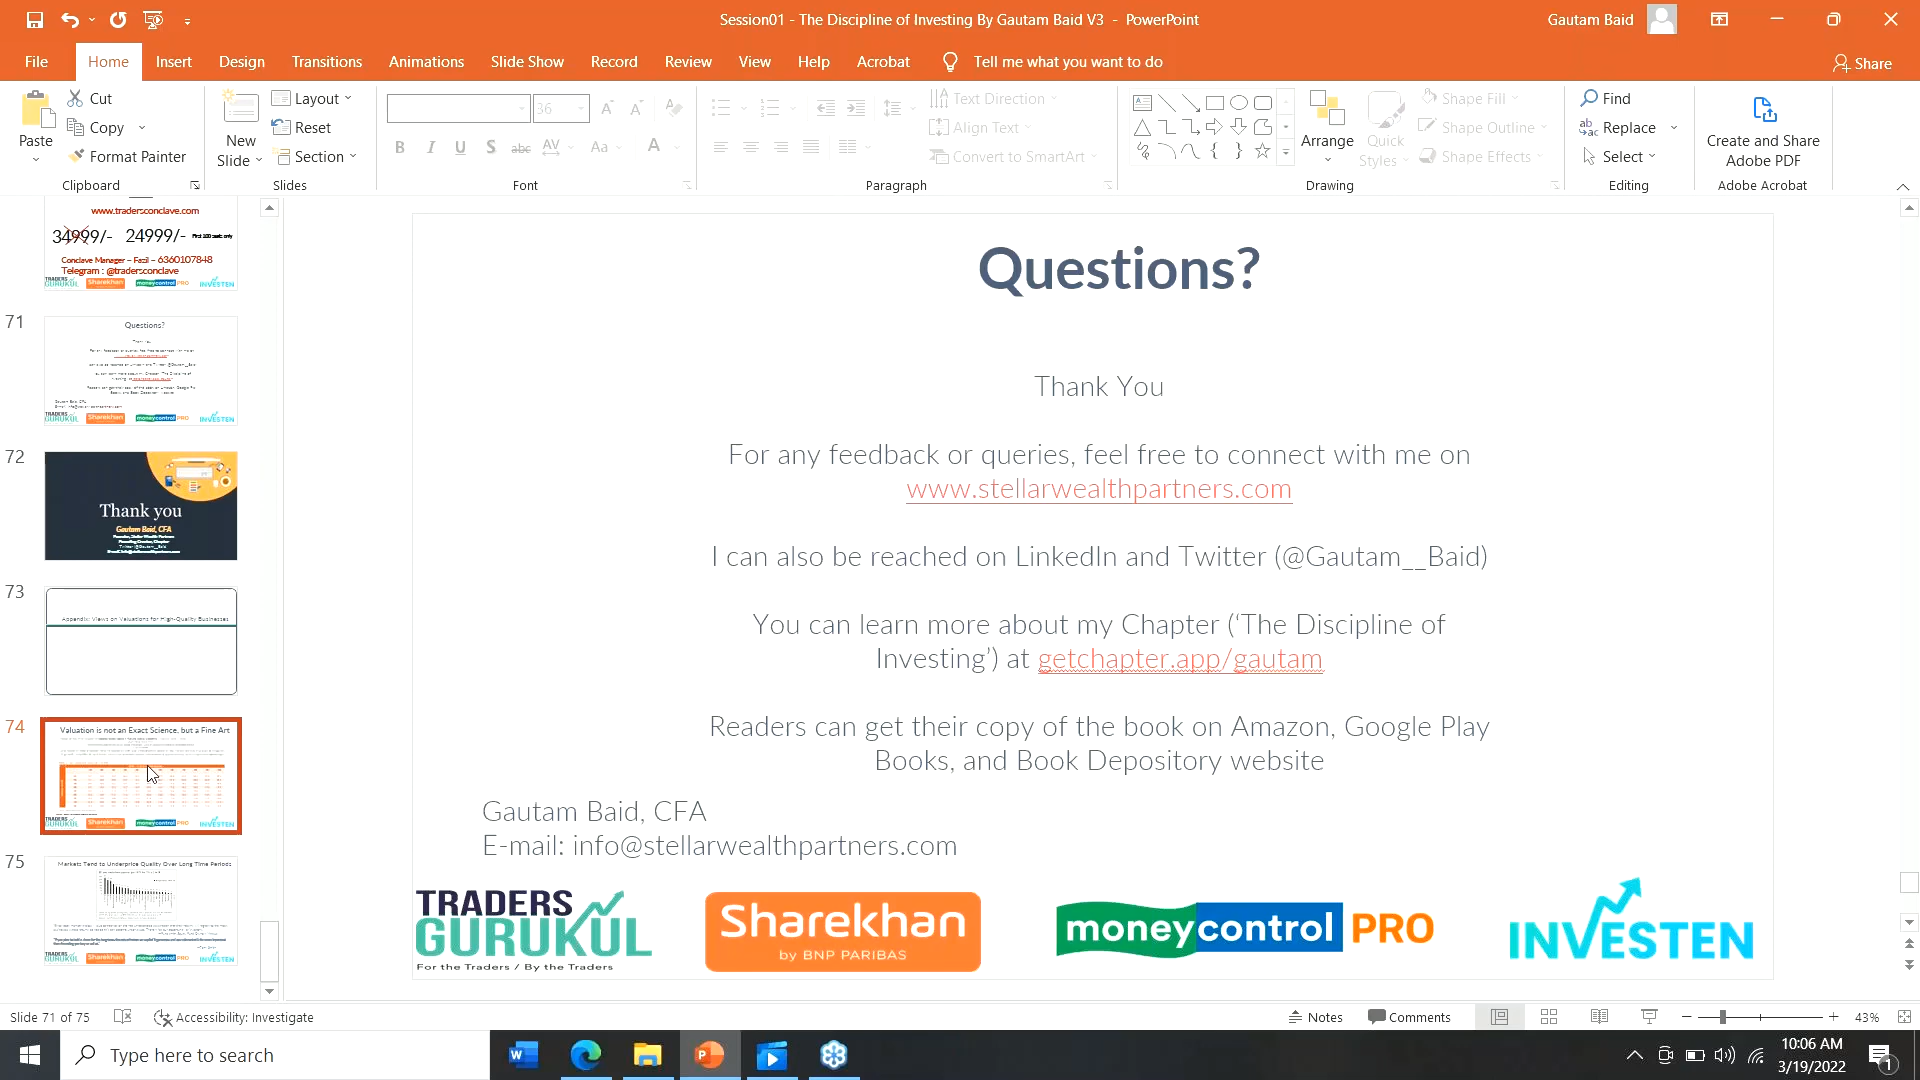 Session01 - The Discipline of Investing By Gautam Baid V3 - PowerPoint
Gautam Baid
File Home Insert Design Transitions Animations Slide Show Record Review View Help Acrobat Tell me what you want to do Share
Paste
Cut
Copy
Format Painter
Clipboard
New Slide
Layout
Reset
Section
Slides
36
Font
Text Direction
Align Text
Convert to SmartArt
Paragraph
Arrange
Quick Styles
Shape Fill
Shape Outline
Shape Effects
Drawing
Find
Replace
Select
Editing
Create and Share Adobe PDF
Adobe Acrobat
www.tradersconclave.com
34999/- 24999/- First 100 seats only
Conclave Manager – Fazil – 6360107848
Telegram : @tradersconclave
71
Questions?
Thank You
72
Thank you
Gautam Baid, CFA
73
Appendix: Views on Valuations for High-Quality Businesses
74
Valuation is not an Exact Science, but a Fine Art
75
Markets Tend to Underprice Quality Over Long Time Periods
Questions?
Thank You
For any feedback or queries, feel free to connect with me on
www.stellarwealthpartners.com
I can also be reached on LinkedIn and Twitter (@Gautam__Baid)
You can learn more about my Chapter (‘The Discipline of
Investing’) at getchapter.app/gautam
Readers can get their copy of the book on Amazon, Google Play
Books, and Book Depository website
Gautam Baid, CFA
E-mail: info@stellarwealthpartners.com
TRADERS
GURUKUL
For the Traders / By the Traders
Sharekhan
by BNP PARIBAS
moneycontrol PRO
INVESTEN
Slide 71 of 75
Accessibility: Investigate
Notes
Comments
43%
Type here to search
10:06 AM
3/19/2022
1